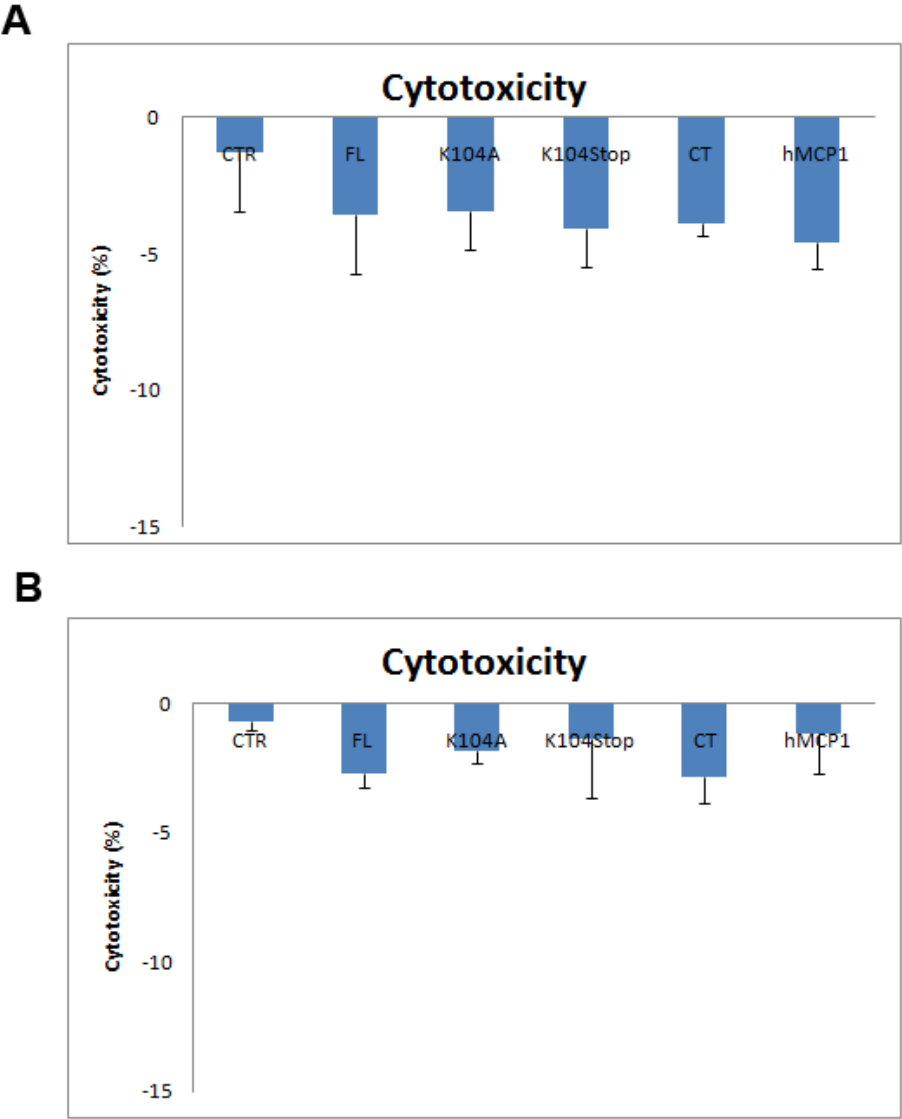 A
Cytotoxicity
0
CTR FL K104A K104Stop CT hMCP1
-5
Cytotoxicity (%)
-10
-15
B
Cytotoxicity
0
CTR FL K104A K104Stop CT hMCP1
-5
Cytotoxicity (%)
-10
-15